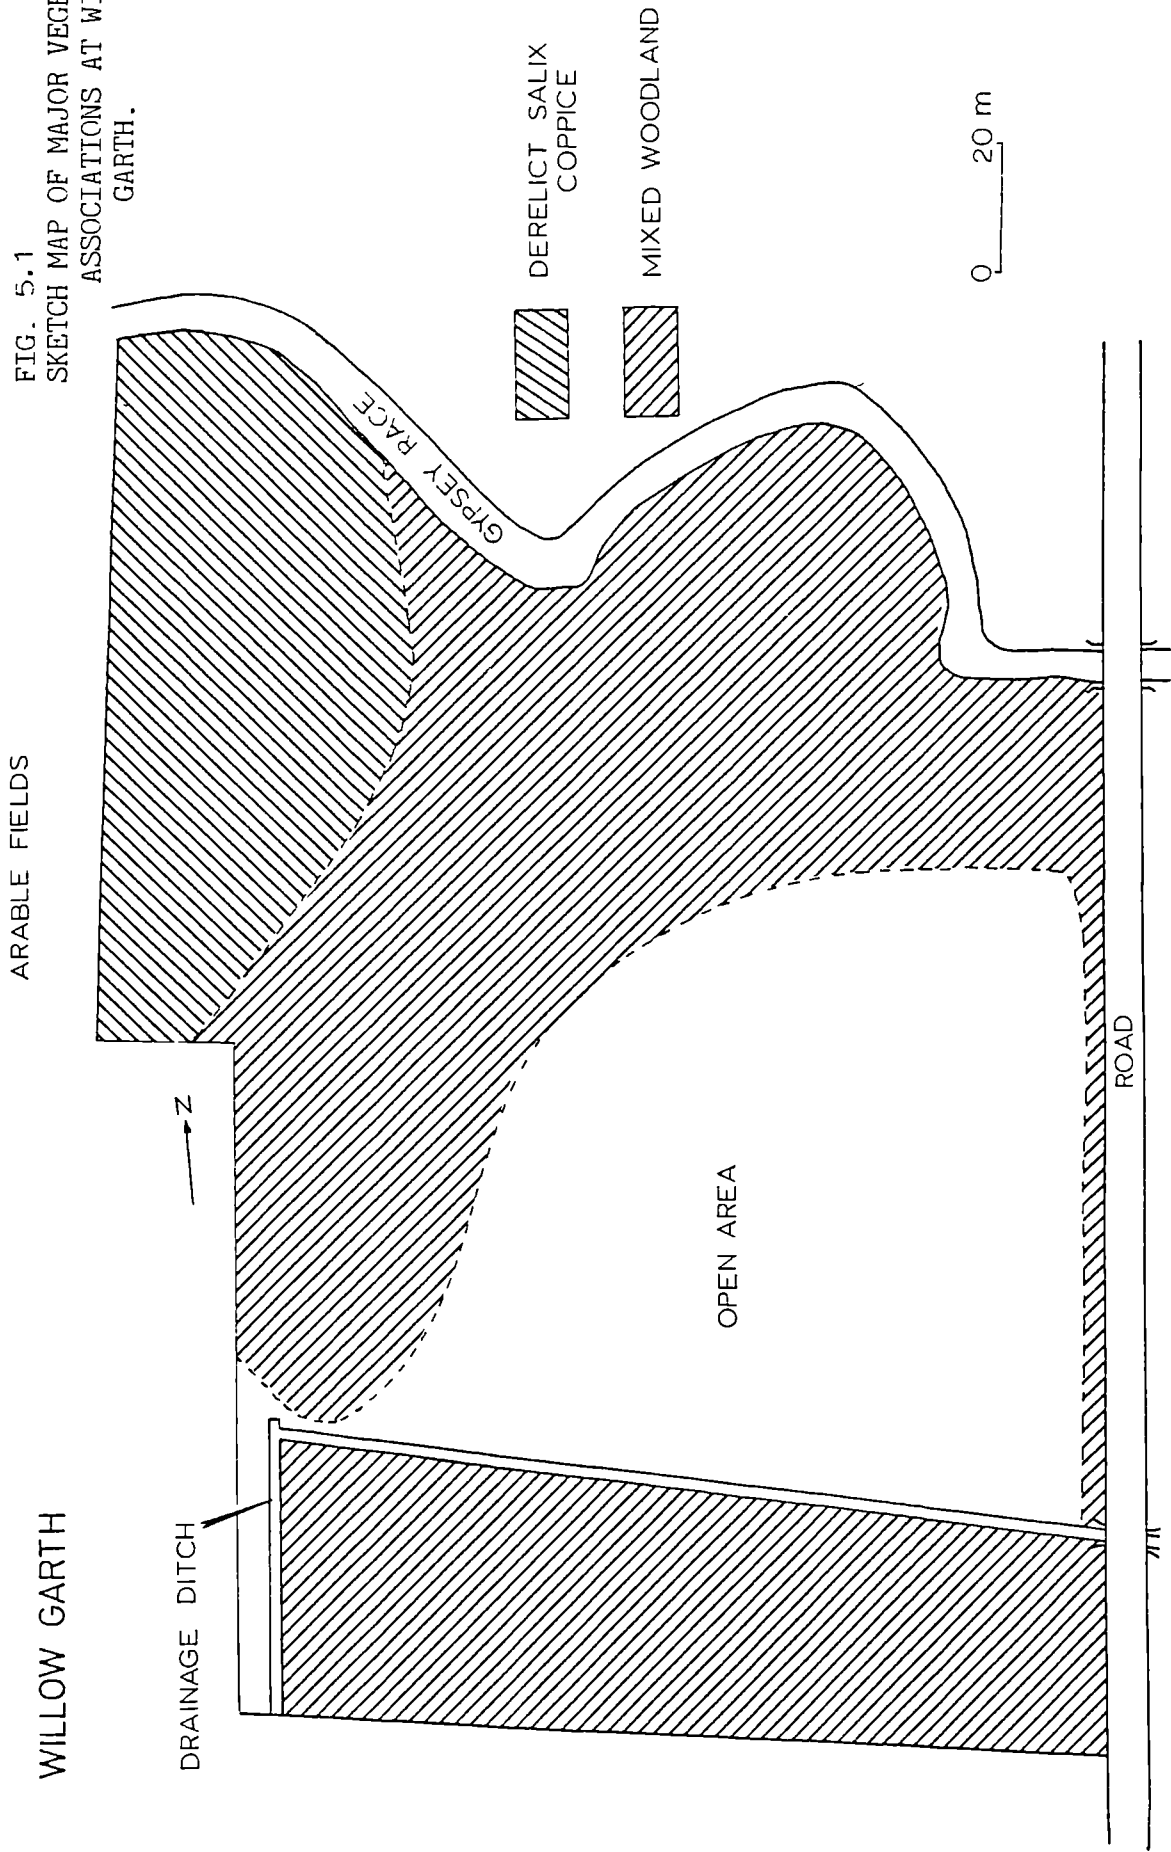 FIG. 5.1
SKETCH MAP OF MAJOR
ASSOCIATIONS AT
GARTH.
WILLOW GARTH
ARABLE FIELDS
DRAINAGE DITCH
N
GYPSEY RACE
DERELICT SALIX
COPPICE
MIXED WOODLAND
0 20 m
OPEN AREA
ROAD